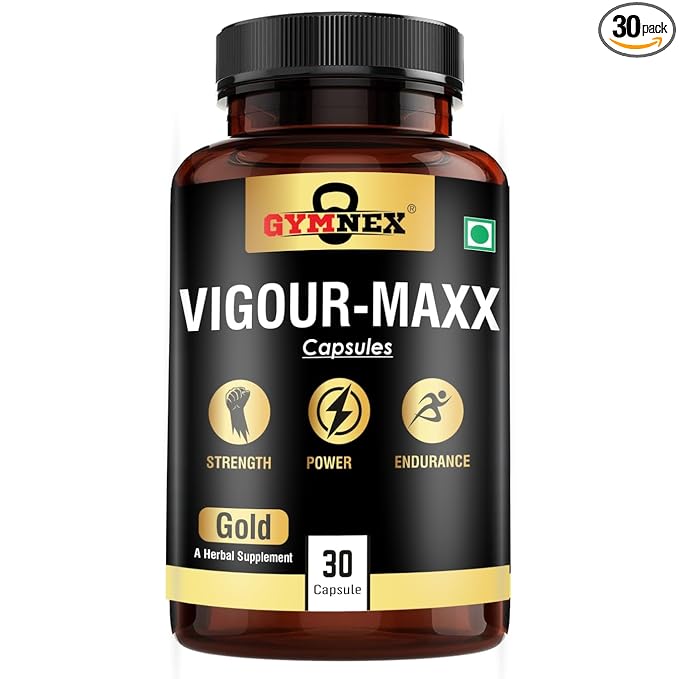 30 pack
GYMNEX®
VIGOUR-MAXX
Capsules
STRENGTH POWER ENDURANCE
Gold
A Herbal Supplement
30
Capsule